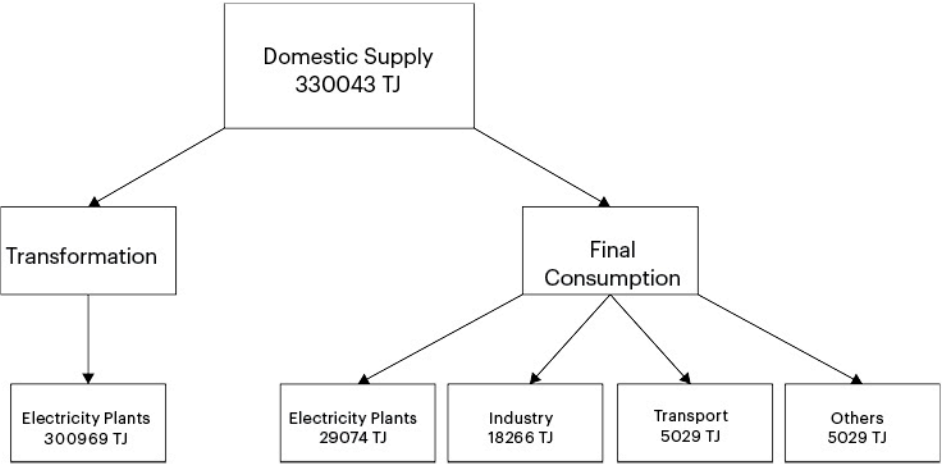 Domestic Supply
330043 TJ
Transformation
Final
Consumption
Electricity Plants
300969 TJ
Electricity Plants
29074 TJ
Industry
18266 TJ
Transport
5029 TJ
Others
5029 TJ